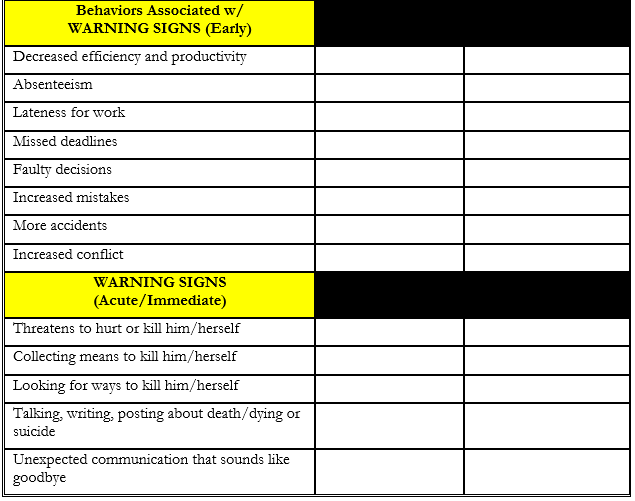 Behaviors Associated w/
WARNING SIGNS (Early)
Decreased efficiency and productivity
Absenteeism
Lateness for work
Missed deadlines
Faulty decisions
Increased mistakes
More accidents
Increased conflict
WARNING SIGNS
(Acute/Immediate)
Threatens to hurt or kill him/herself
Collecting means to kill him/herself
Looking for ways to kill him/herself
Talking, writing, posting about death/dying or
suicide
Unexpected communication that sounds like
goodbye